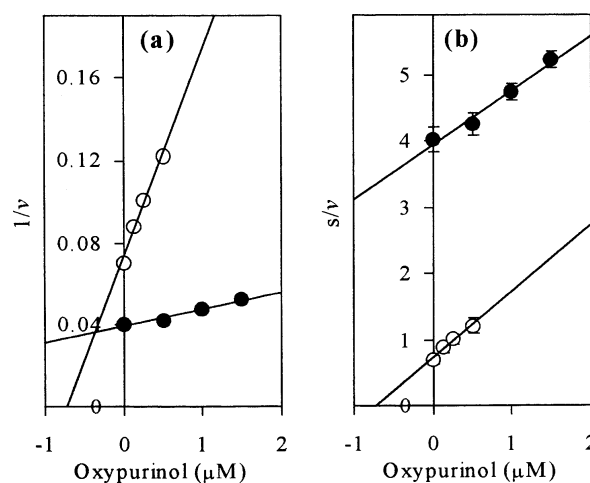 (a)
0.16
0.12
0.08
0.04
0
1/v
-1 0 1 2
Oxypurinol (μM)
(b)
5
4
3
2
1
0
s/v
-1 0 1 2
Oxypurinol (μM)